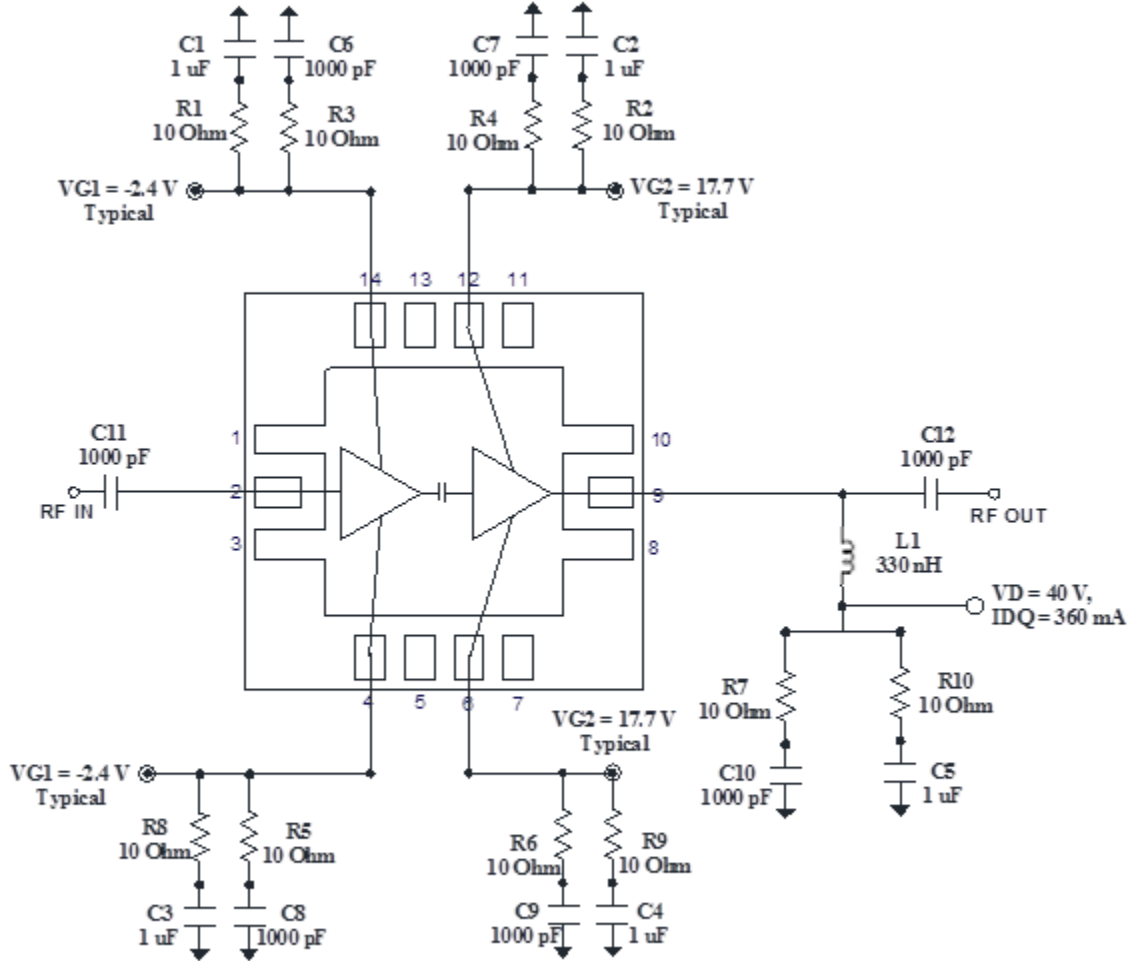 C1
1 uF
C6
1000 pF
C7
1000 pF
C2
1 uF
R1
10 Ohm
R3
10 Ohm
R4
10 Ohm
R2
10 Ohm
VG1 = -2.4 V
Typical
VG2 = 17.7 V
Typical
14
13
12
11
1
10
C11
1000 pF
C12
1000 pF
2
9
RF IN
RF OUT
3
8
L1
330 nH
VD = 40 V,
IDQ = 360 mA
4
5
6
7
R7
10 Ohm
R10
10 Ohm
VG2 = 17.7 V
Typical
C10
1000 pF
C5
1 uF
VG1 = -2.4 V
Typical
R8
10 Ohm
R5
10 Ohm
R6
10 Ohm
R9
10 Ohm
C3
1 uF
C8
1000 pF
C9
1000 pF
C4
1 uF